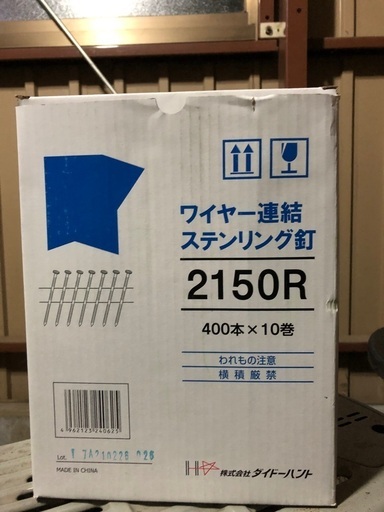 ワイヤー連結
ステンリング釘
2150R
400本×10巻
われもの注意
横積厳禁
4962123240625
Lot.
MADE IN CHINA
株式会社 ダイドーハント